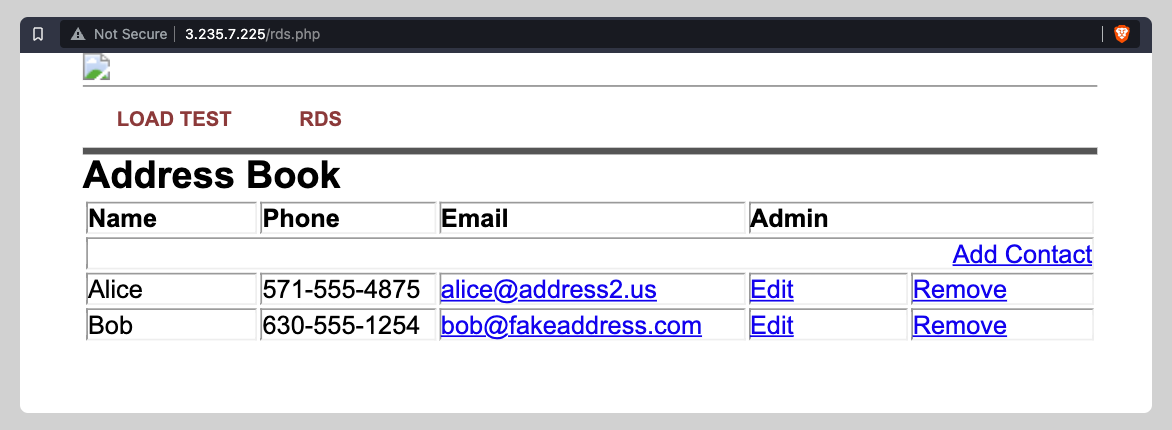 Not Secure 3.235.7.225/rds.php
LOAD TEST RDS
Address Book
Name Phone Email Admin
Add Contact
Alice 571-555-4875 alice@address2.us Edit Remove
Bob 630-555-1254 bob@fakeaddress.com Edit Remove